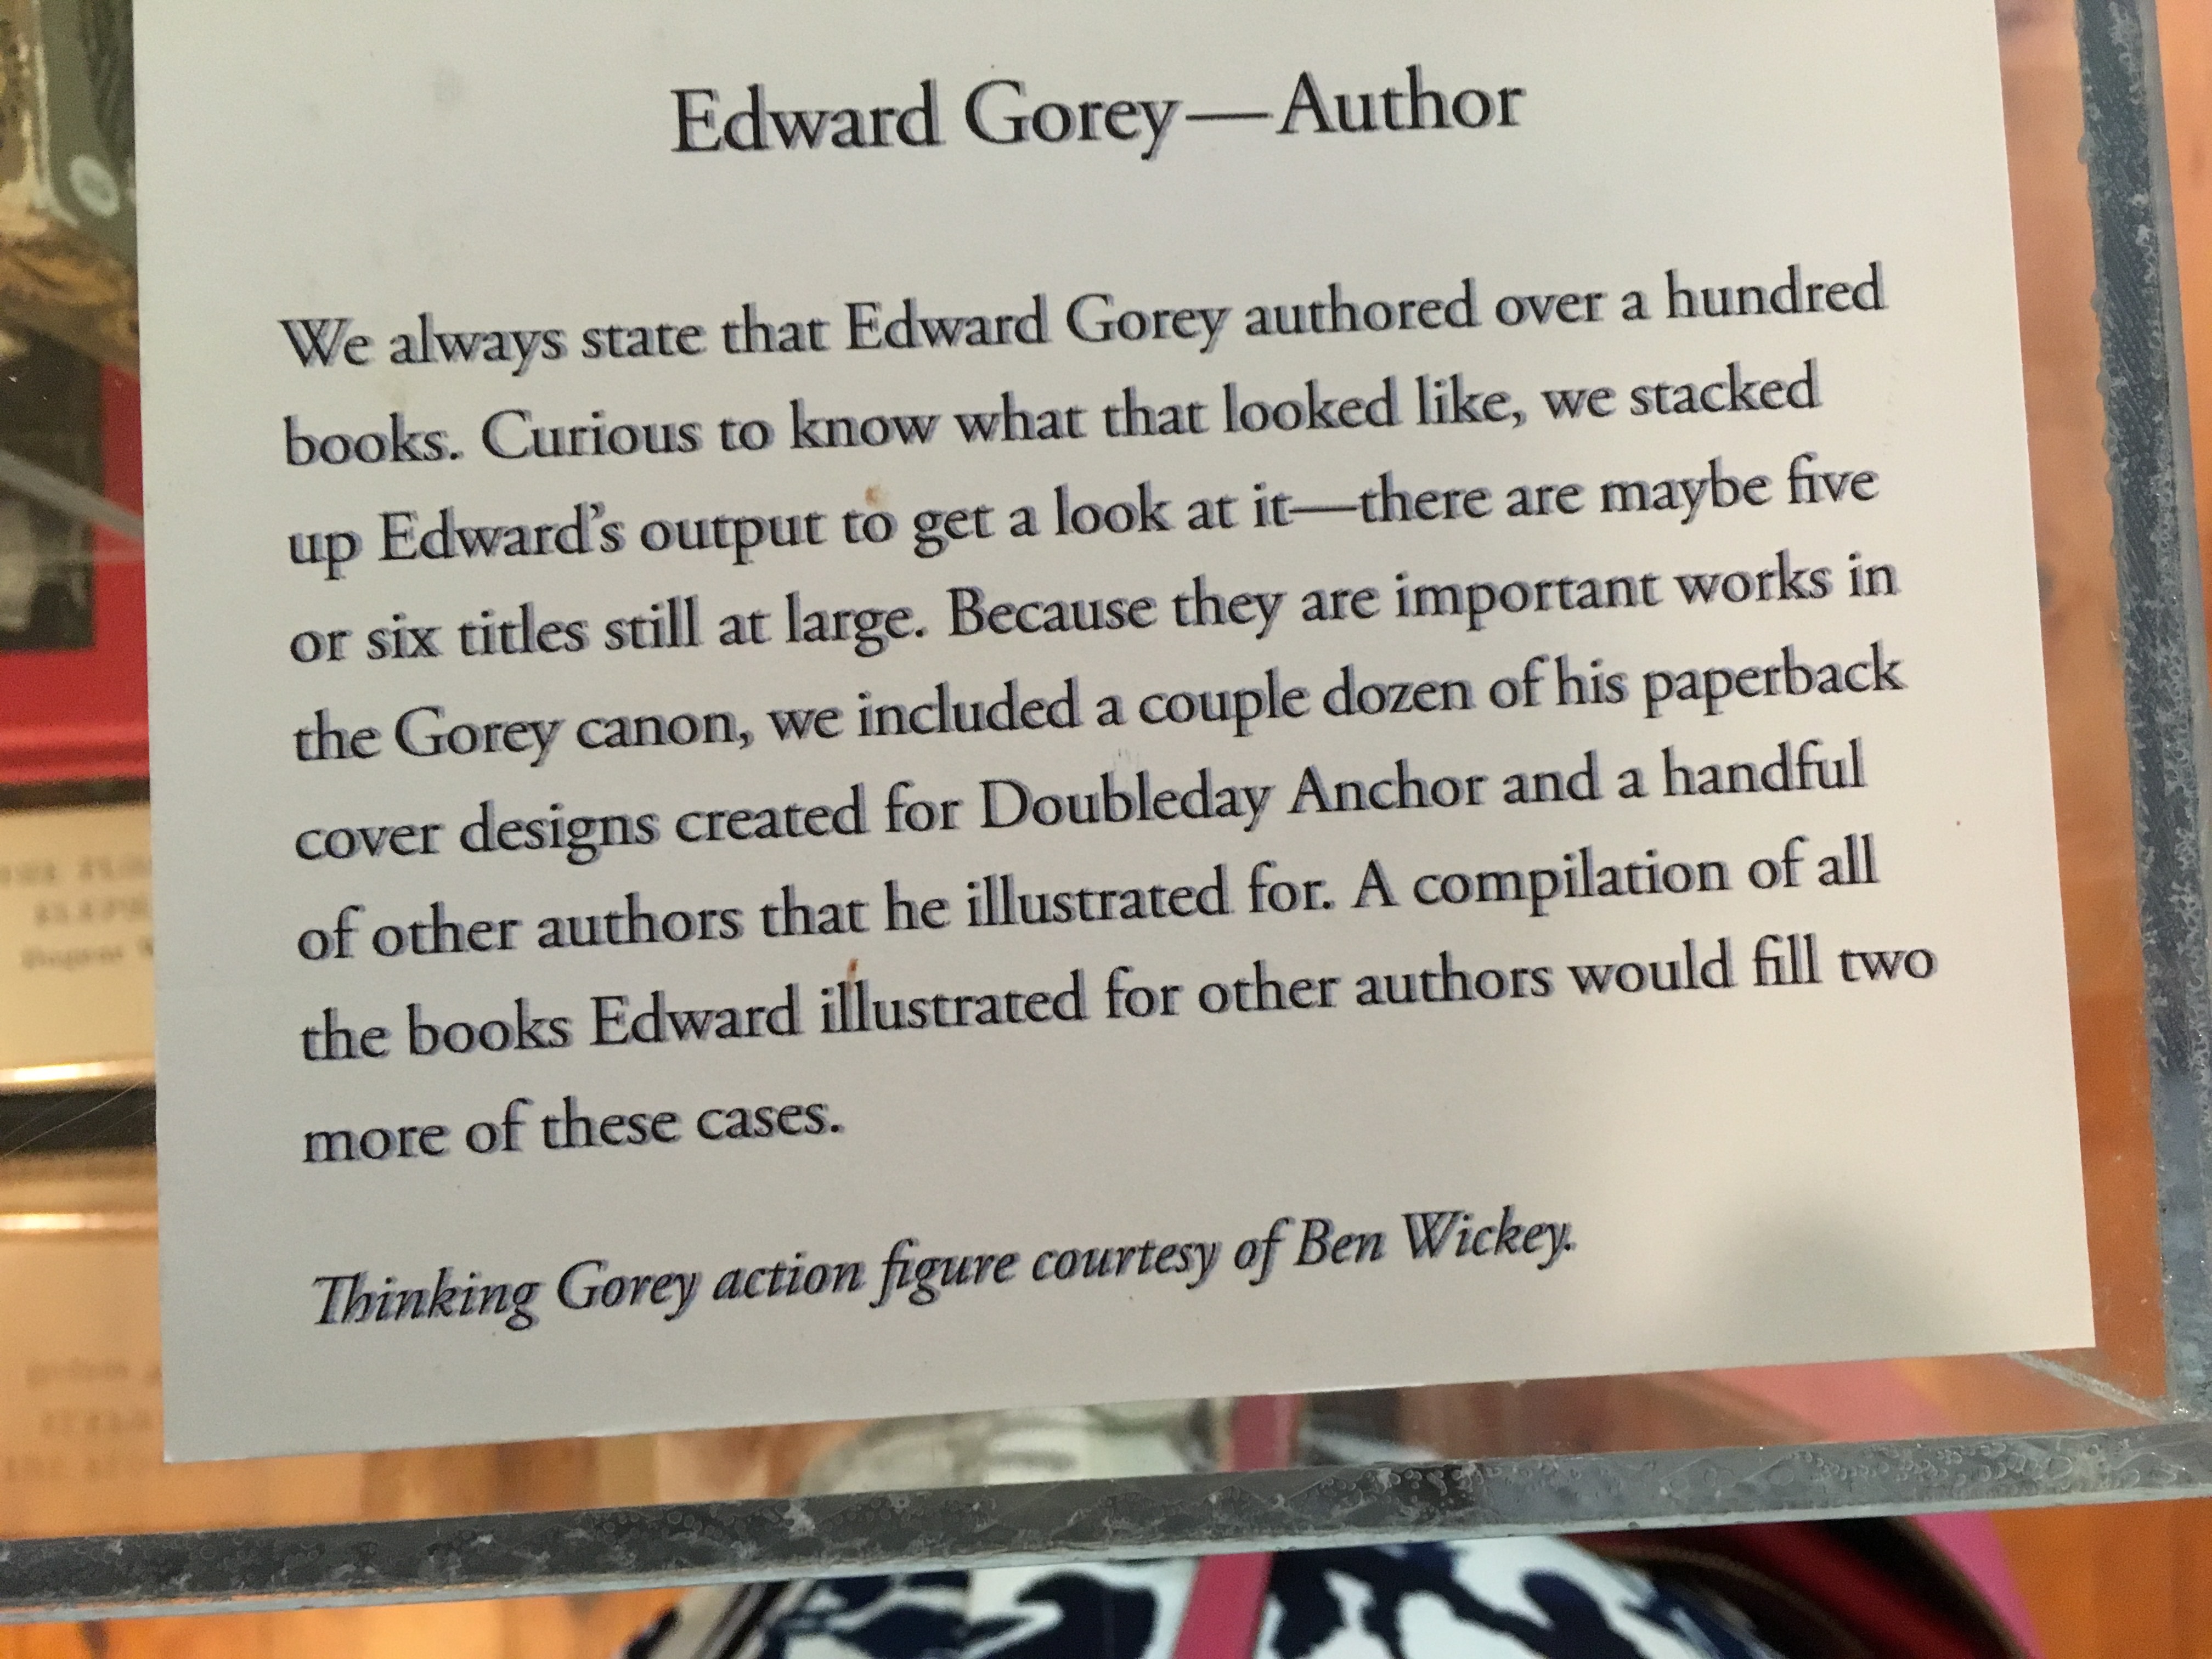 Edward Gorey—Author
We always state that Edward Gorey authored over a hundred
books. Curious to know what that looked like, we stacked
up Edward's output to get a look at it—there are maybe five
or six titles still at large. Because they are important works in
the Gorey canon, we included a couple dozen of his paperback
cover designs created for Doubleday Anchor and a handful
of other authors that he illustrated for. A compilation of all
the books Edward illustrated for other authors would fill two
more of these cases.
Thinking Gorey action figure courtesy of Ben Wickey.